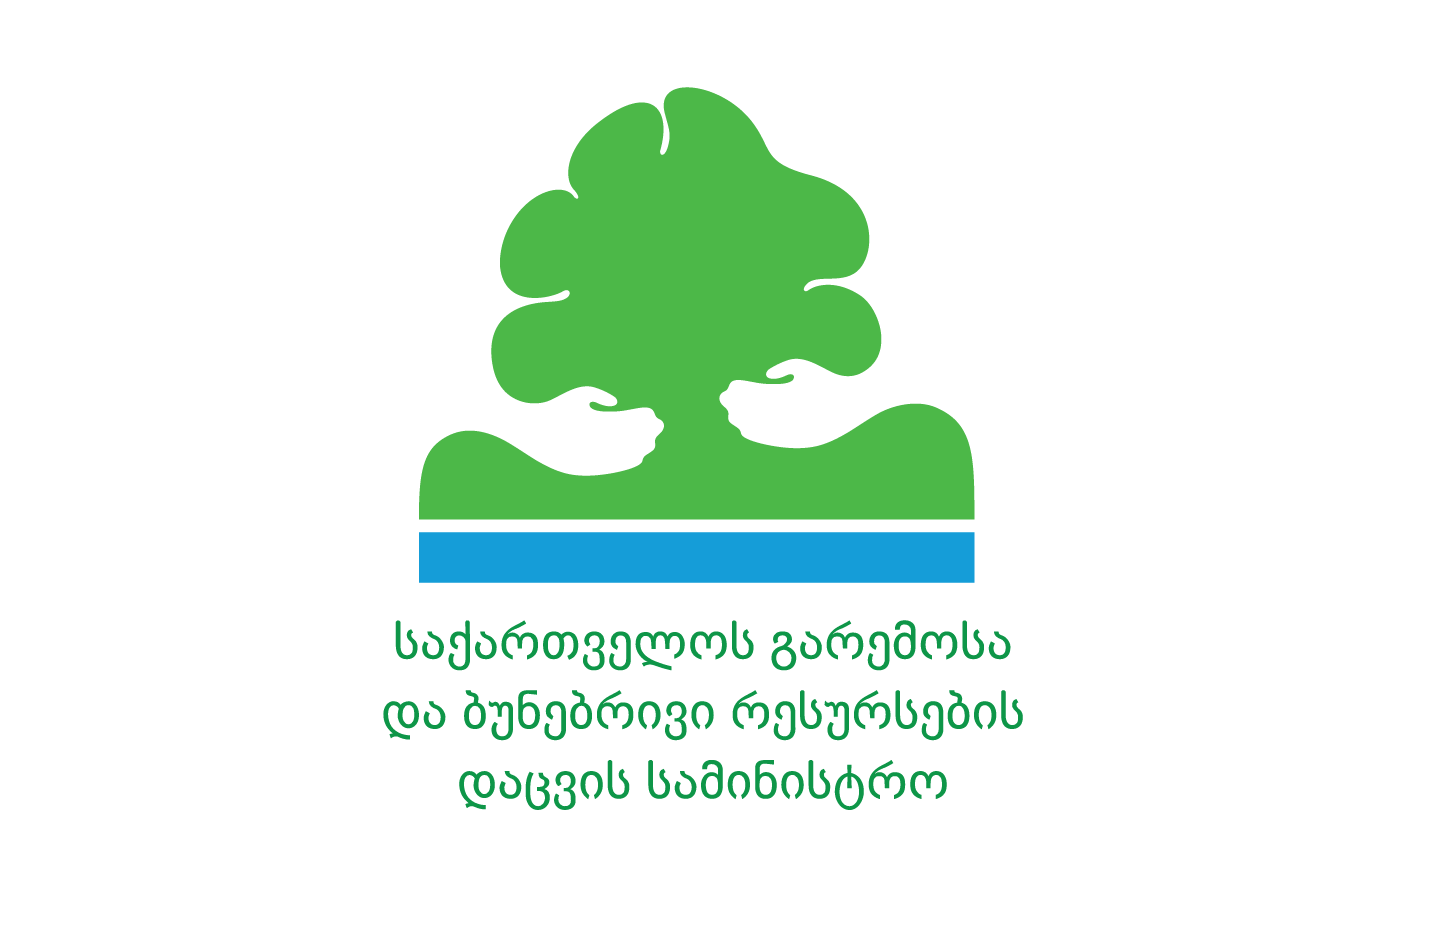 საქართველოს გარემოსა
და ბუნებრივი რესურსების
დაცვის სამინისტრო